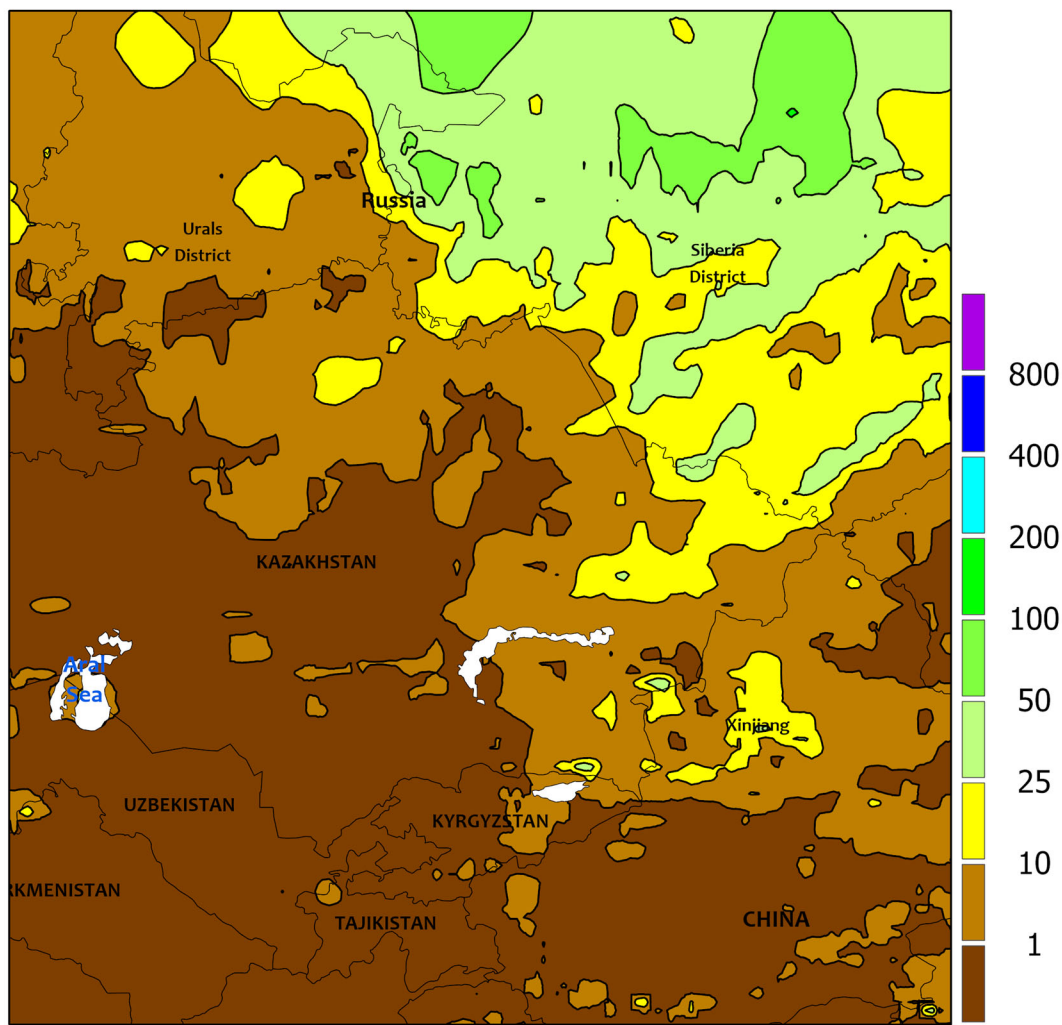 Russia
Urals
District
Siberia
District
KAZAKHSTAN
Aral
Sea
Xinjiang
UZBEKISTAN
KYRGYZSTAN
RKMENISTAN
TAJIKISTAN
CHINA
800
400
200
100
50
25
10
1